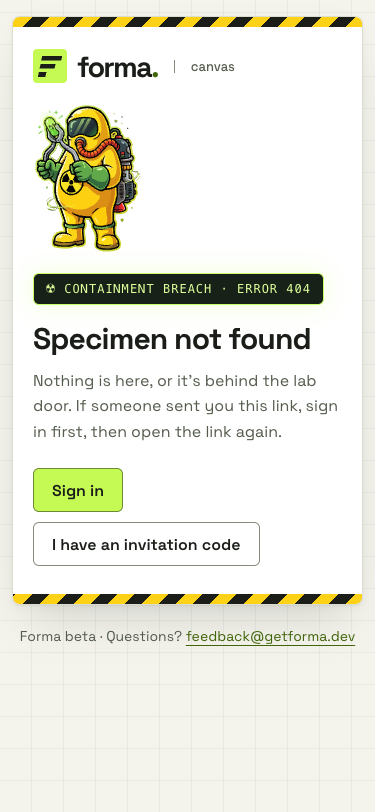 forma.
canvas
☢ CONTAINMENT BREACH · ERROR 404
Specimen not found
Nothing is here, or it's behind the lab
door. If someone sent you this link, sign
in first, then open the link again.
Sign in
I have an invitation code
Forma beta · Questions? feedback@getforma.dev